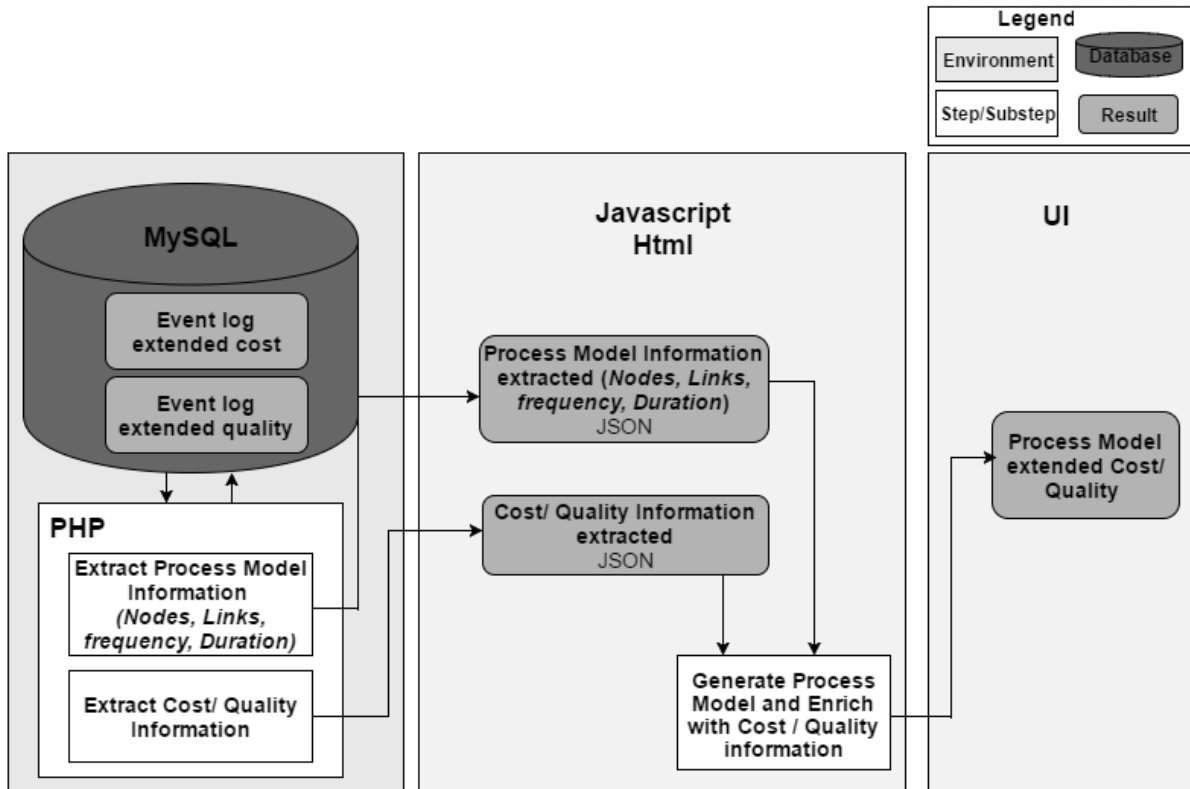 Legend
Environment
Database
Step/Substep
Result
MySQL
Event log
extended cost
Event log
extended quality
PHP
Extract Process Model
Information
(Nodes, Links,
frequency, Duration)
Extract Cost/ Quality
Information
Javascript
Html
Process Model Information
extracted (Nodes, Links,
frequency, Duration)
JSON
Cost/ Quality Information
extracted
JSON
Generate Process
Model and Enrich
with Cost / Quality
information
UI
Process Model
extended Cost/
Quality